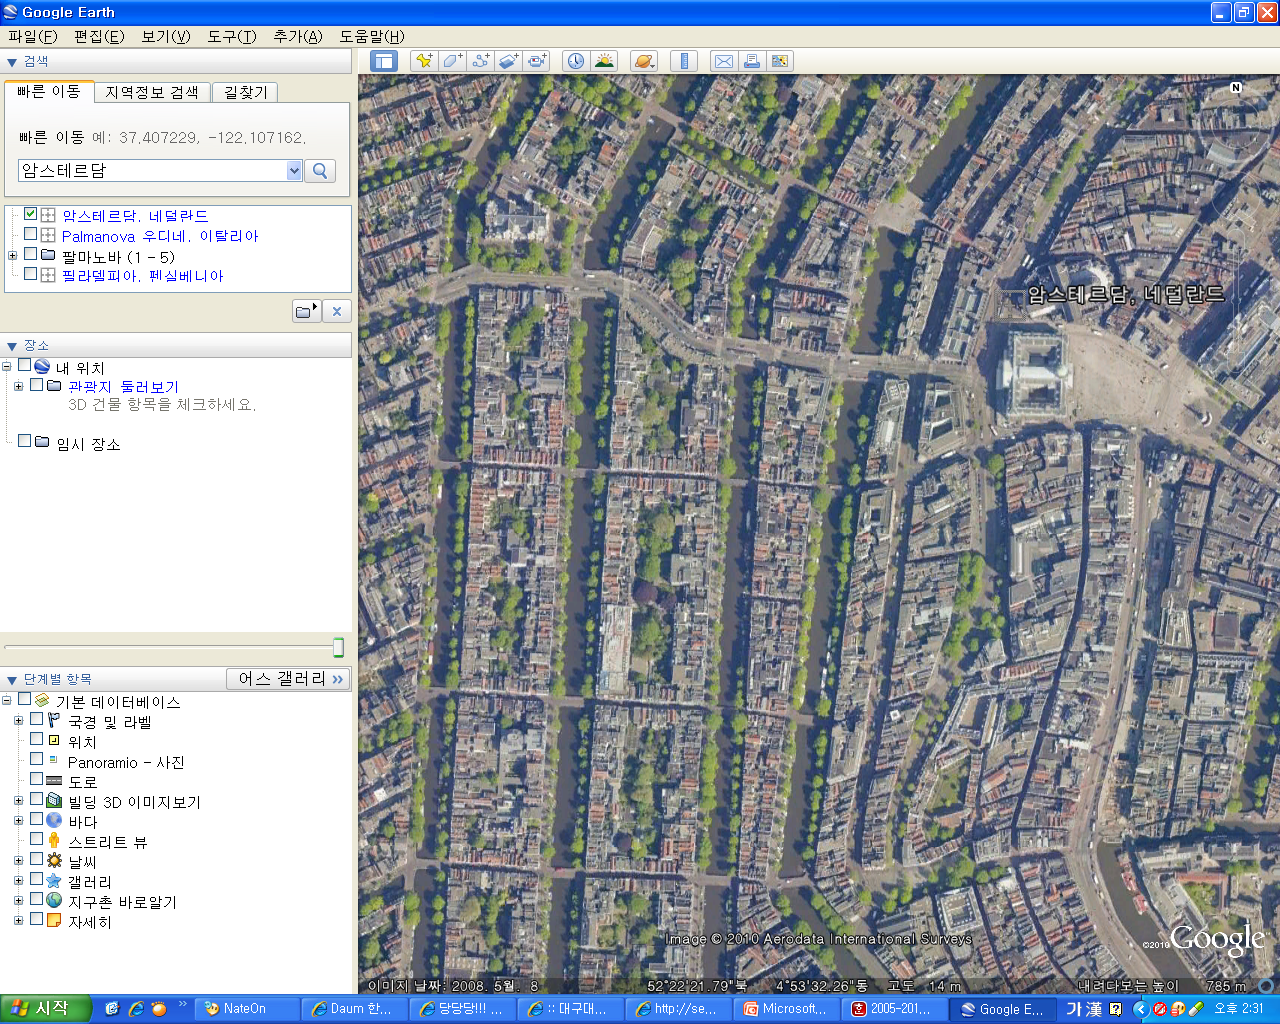 Google Earth
파일(F) 편집(E) 보기(V) 도구(T) 추가(A) 도움말(H)
검색
빠른 이동 지역정보 검색 길찾기
빠른 이동 예: 37.407229, -122.107162.
암스테르담
암스테르담, 네덜란드
Palmanova 우디네, 이탈리아
팔마노바 (1 - 5)
필라델피아, 펜실베니아
장소
내 위치
관광지 둘러보기
3D 건물 항목을 체크하세요.
임시 장소
단계별 항목
어스 갤러리 »
기본 데이터베이스
국경 및 라벨
위치
Panoramio - 사진
도로
빌딩 3D 이미지보기
바다
스트리트 뷰
날씨
갤러리
지구촌 바로알기
자세히
N
암스테르담, 네덜란드
Image © 2010 Aerodata International Surveys
©2010 Google
이미지 날짜: 2008. 5월. 8 52°22'21.79"북 4°53'32.26"동 고도 14 m 내려다보는 높이 785 m
시작 NateOn Daum 한... 당당당!!! ... :: 대구대... http://se... Microsoft... 2005-201... Google E... 가 漢 오후 2:31